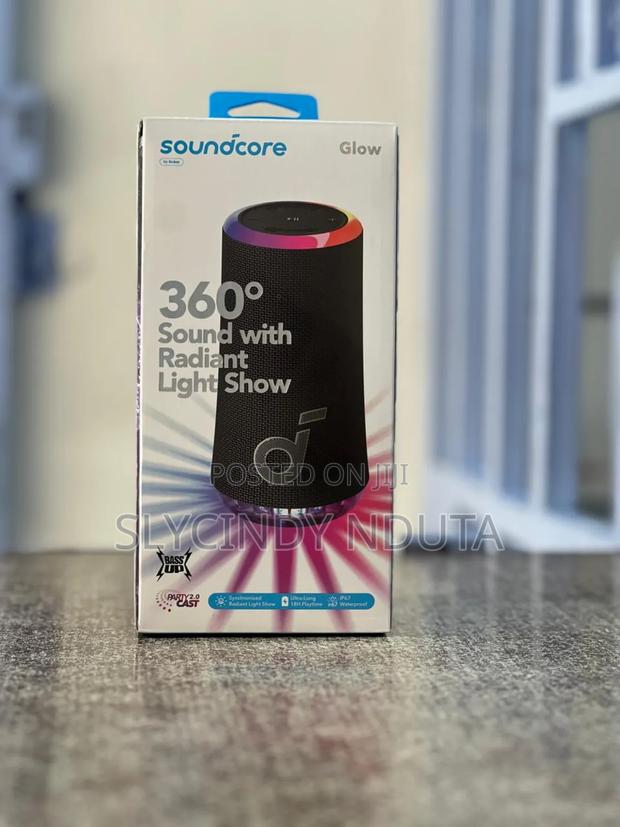 soundcore
by Anker
Glow
360°
Sound with
Radiant
Light Show
POSTED ON JIJI
SLYCINDY NDUTA
BASS
UP
PARTY 2.0
CAST
Synchronized
Radiant Light Show
Ultra-Long
18H Playtime
IP67
Waterproof